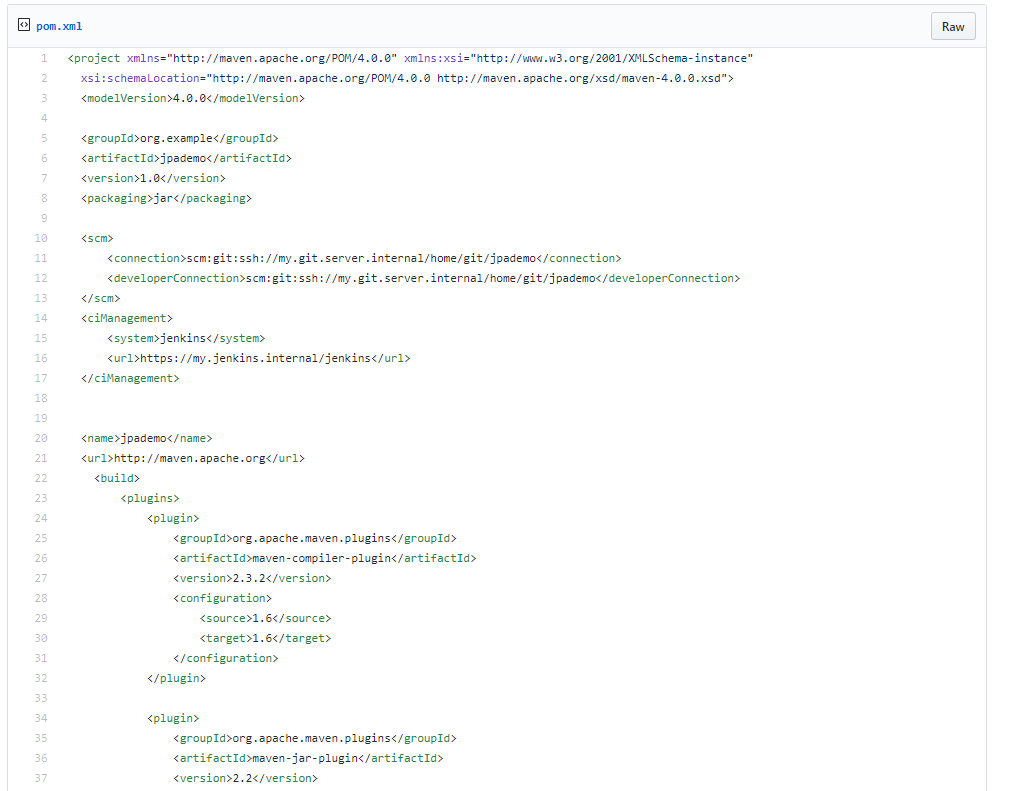 pom.xml
Raw
1 <project xmlns="http://maven.apache.org/POM/4.0.0" xmlns:xsi="http://www.w3.org/2001/XMLSchema-instance"
2 xsi:schemaLocation="http://maven.apache.org/POM/4.0.0 http://maven.apache.org/xsd/maven-4.0.0.xsd">
3 <modelVersion>4.0.0</modelVersion>
4
5 <groupId>org.example</groupId>
6 <artifactId>jpademo</artifactId>
7 <version>1.0</version>
8 <packaging>jar</packaging>
9
10 <scm>
11 <connection>scm:git:ssh://my.git.server.internal/home/git/jpademo</connection>
12 <developerConnection>scm:git:ssh://my.git.server.internal/home/git/jpademo</developerConnection>
13 </scm>
14 <ciManagement>
15 <system>jenkins</system>
16 <url>https://my.jenkins.internal/jenkins</url>
17 </ciManagement>
18
19
20 <name>jpademo</name>
21 <url>http://maven.apache.org</url>
22 <build>
23 <plugins>
24 <plugin>
25 <groupId>org.apache.maven.plugins</groupId>
26 <artifactId>maven-compiler-plugin</artifactId>
27 <version>2.3.2</version>
28 <configuration>
29 <source>1.6</source>
30 <target>1.6</target>
31 </configuration>
32 </plugin>
33
34 <plugin>
35 <groupId>org.apache.maven.plugins</groupId>
36 <artifactId>maven-jar-plugin</artifactId>
37 <version>2.2</version>